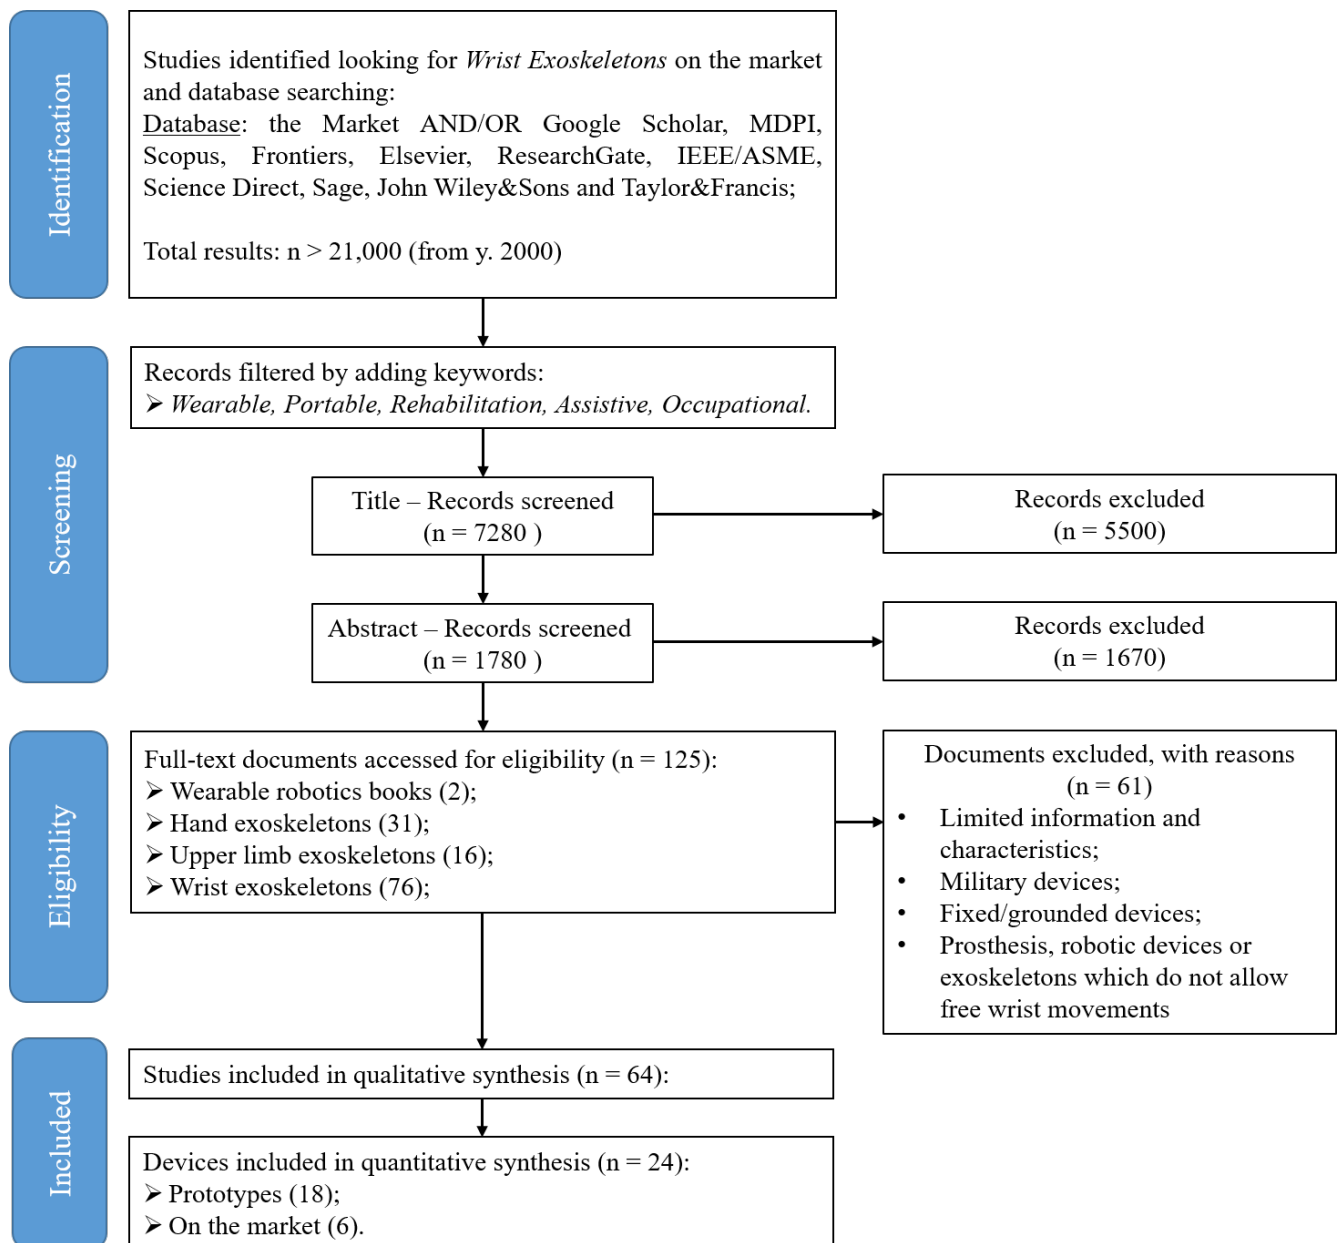 Identification
Studies identified looking for Wrist Exoskeletons on the market
and database searching:
Database: the Market AND/OR Google Scholar, MDPI,
Scopus, Frontiers, Elsevier, ResearchGate, IEEE/ASME,
Science Direct, Sage, John Wiley&Sons and Taylor&Francis;
Total results: n > 21,000 (from y. 2000)
Screening
Records filtered by adding keywords:
➢ Wearable, Portable, Rehabilitation, Assistive, Occupational.
Title – Records screened
(n = 7280 )
Records excluded
(n = 5500)
Abstract – Records screened
(n = 1780 )
Records excluded
(n = 1670)
Eligibility
Full-text documents accessed for eligibility (n = 125):
➢ Wearable robotics books (2);
➢ Hand exoskeletons (31);
➢ Upper limb exoskeletons (16);
➢ Wrist exoskeletons (76);
Documents excluded, with reasons
(n = 61)
• Limited information and
characteristics;
• Military devices;
• Fixed/grounded devices;
• Prosthesis, robotic devices or
exoskeletons which do not allow
free wrist movements
Included
Studies included in qualitative synthesis (n = 64):
Devices included in quantitative synthesis (n = 24):
➢ Prototypes (18);
➢ On the market (6).